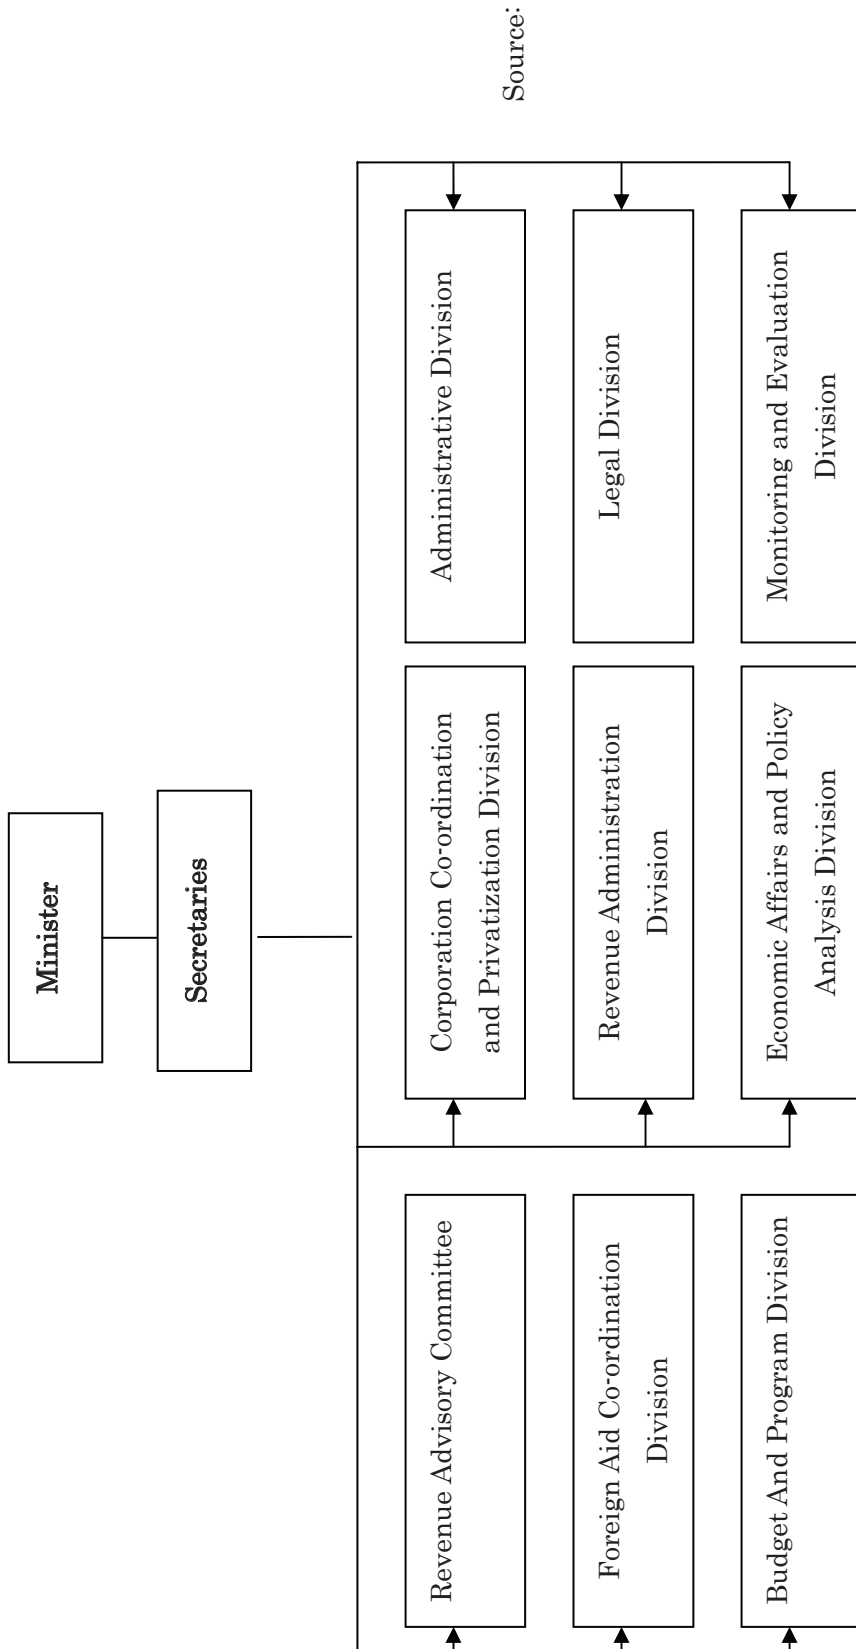 Minister
Secretaries
Revenue Advisory Committee
Corporation Co-ordination
and Privatization Division
Administrative Division
Foreign Aid Co-ordination
Division
Revenue Administration
Division
Legal Division
Budget And Program Division
Economic Affairs and Policy
Analysis Division
Monitoring and Evaluation
Division
Source: